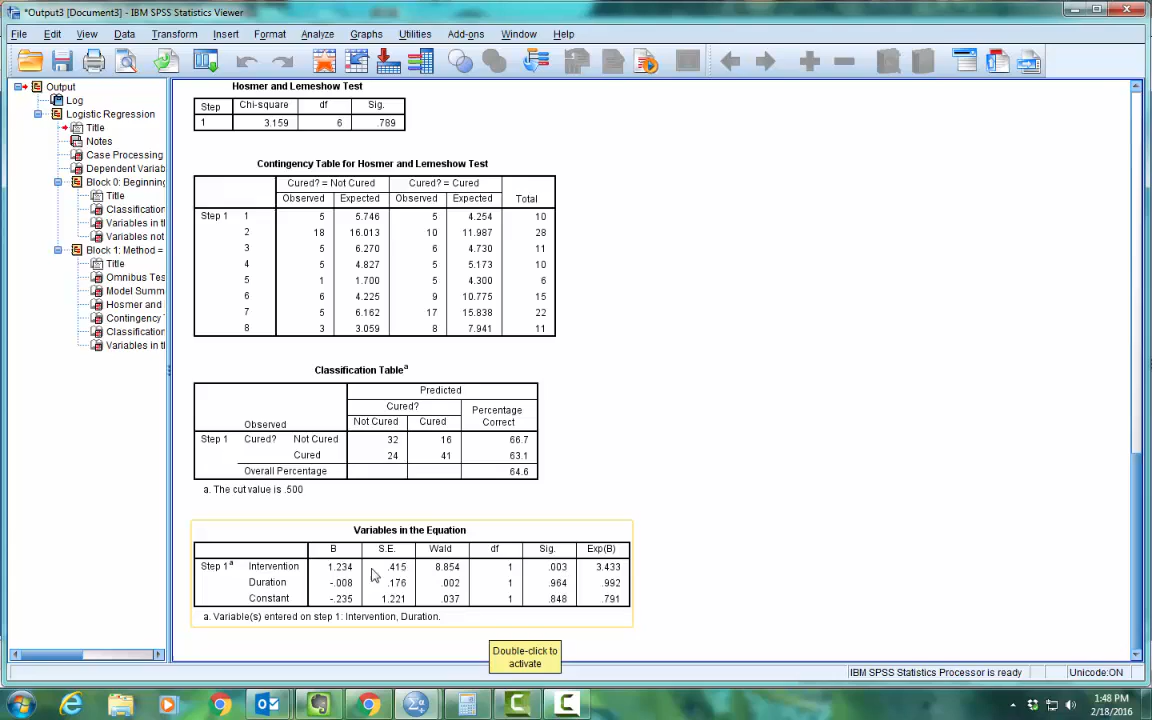 *Output3 [Document3] - IBM SPSS Statistics Viewer
File Edit View Data Transform Insert Format Analyze Graphs Utilities Add-ons Window Help
Output
Log
Logistic Regression
Title
Notes
Case Processing
Dependent Variab
Block 0: Beginning
Title
Classification
Variables in th
Variables not
Block 1: Method =
Title
Omnibus Tes
Model Summ
Hosmer and
Contingency
Classification
Variables in th
Hosmer and Lemeshow Test
Step Chi-square df Sig.
1 3.159 6 .789
Contingency Table for Hosmer and Lemeshow Test
Cured? = Not Cured Cured? = Cured
Observed Expected Observed Expected Total
Step 1 1 5 5.746 5 4.254 10
2 18 16.013 10 11.987 28
3 5 6.270 6 4.730 11
4 5 4.827 5 5.173 10
5 1 1.700 5 4.300 6
6 6 4.225 9 10.775 15
7 5 6.162 17 15.838 22
8 3 3.059 8 7.941 11
Classification Tablea
Predicted
Cured? Percentage
Observed Not Cured Cured Correct
Step 1 Cured? Not Cured 32 16 66.7
Cured 24 41 63.1
Overall Percentage 64.6
a. The cut value is .500
Variables in the Equation
B S.E. Wald df Sig. Exp(B)
Step 1a Intervention 1.234 .415 8.854 1 .003 3.433
Duration -.008 .176 .002 1 .964 .992
Constant -.235 1.221 .037 1 .848 .791
a. Variable(s) entered on step 1: Intervention, Duration.
Double-click to
activate
IBM SPSS Statistics Processor is ready Unicode:ON
1:48 PM
2/18/2016